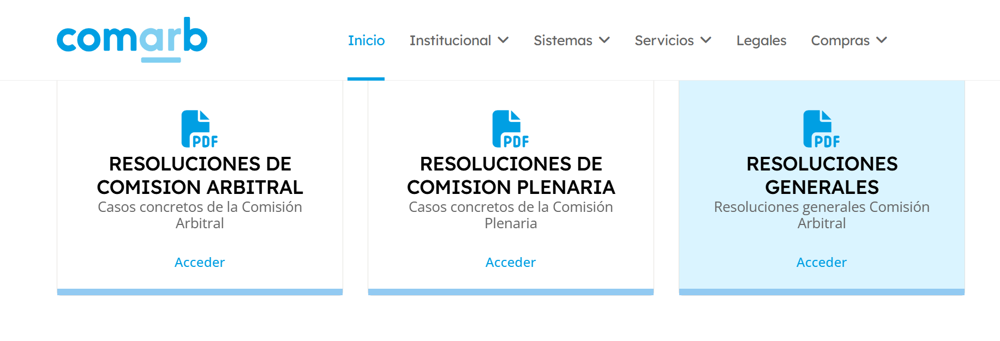 comarb
Inicio Institucional Sistemas Servicios Legales Compras
PDF
RESOLUCIONES DE
COMISION ARBITRAL
Casos concretos de la Comisión
Arbitral
Acceder
PDF
RESOLUCIONES DE
COMISION PLENARIA
Casos concretos de la Comisión
Plenaria
Acceder
PDF
RESOLUCIONES
GENERALES
Resoluciones generales Comisión
Arbitral
Acceder